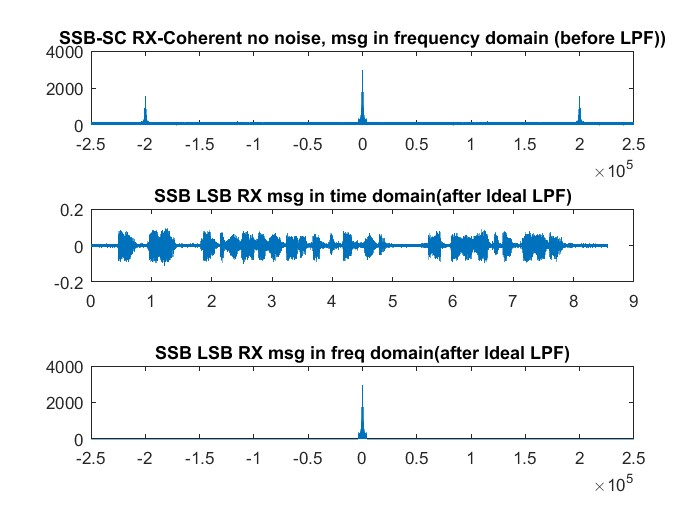 SSB-SC RX-Coherent no noise, msg in frequency domain (before LPF))
4000
2000
0
-2.5 -2 -1.5 -1 -0.5 0 0.5 1 1.5 2 2.5
×10^5
SSB LSB RX msg in time domain(after Ideal LPF)
0.2
0
-0.2
0 1 2 3 4 5 6 7 8 9
SSB LSB RX msg in freq domain(after Ideal LPF)
4000
2000
0
-2.5 -2 -1.5 -1 -0.5 0 0.5 1 1.5 2 2.5
×10^5